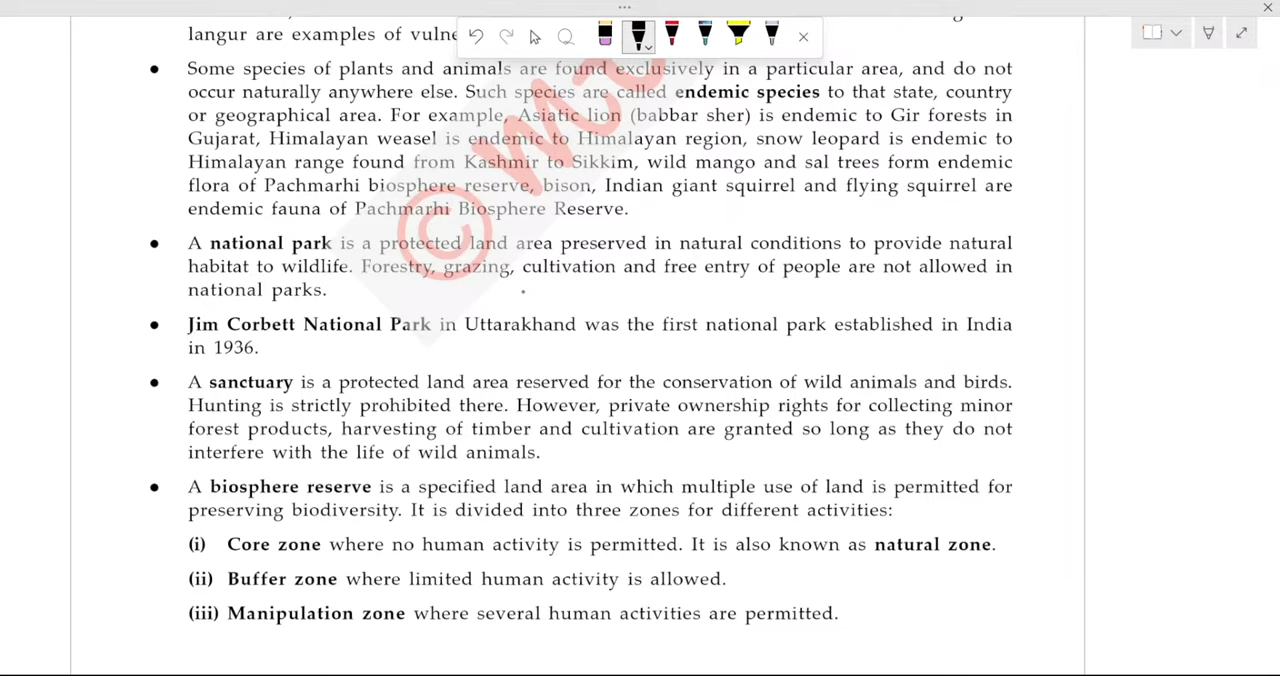 langur are examples of vulne
• Some species of plants and animals are found exclusively in a particular area, and do not
occur naturally anywhere else. Such species are called endemic species to that state, country
or geographical area. For example, Asiatic lion (babbar sher) is endemic to Gir forests in
Gujarat, Himalayan weasel is endemic to Himalayan region, snow leopard is endemic to
Himalayan range found from Kashmir to Sikkim, wild mango and sal trees form endemic
flora of Pachmarhi biosphere reserve, bison, Indian giant squirrel and flying squirrel are
endemic fauna of Pachmarhi Biosphere Reserve.
• A national park is a protected land area preserved in natural conditions to provide natural
habitat to wildlife. Forestry, grazing, cultivation and free entry of people are not allowed in
national parks.
• Jim Corbett National Park in Uttarakhand was the first national park established in India
in 1936.
• A sanctuary is a protected land area reserved for the conservation of wild animals and birds.
Hunting is strictly prohibited there. However, private ownership rights for collecting minor
forest products, harvesting of timber and cultivation are granted so long as they do not
interfere with the life of wild animals.
• A biosphere reserve is a specified land area in which multiple use of land is permitted for
preserving biodiversity. It is divided into three zones for different activities:
(i) Core zone where no human activity is permitted. It is also known as natural zone.
(ii) Buffer zone where limited human activity is allowed.
(iii) Manipulation zone where several human activities are permitted.